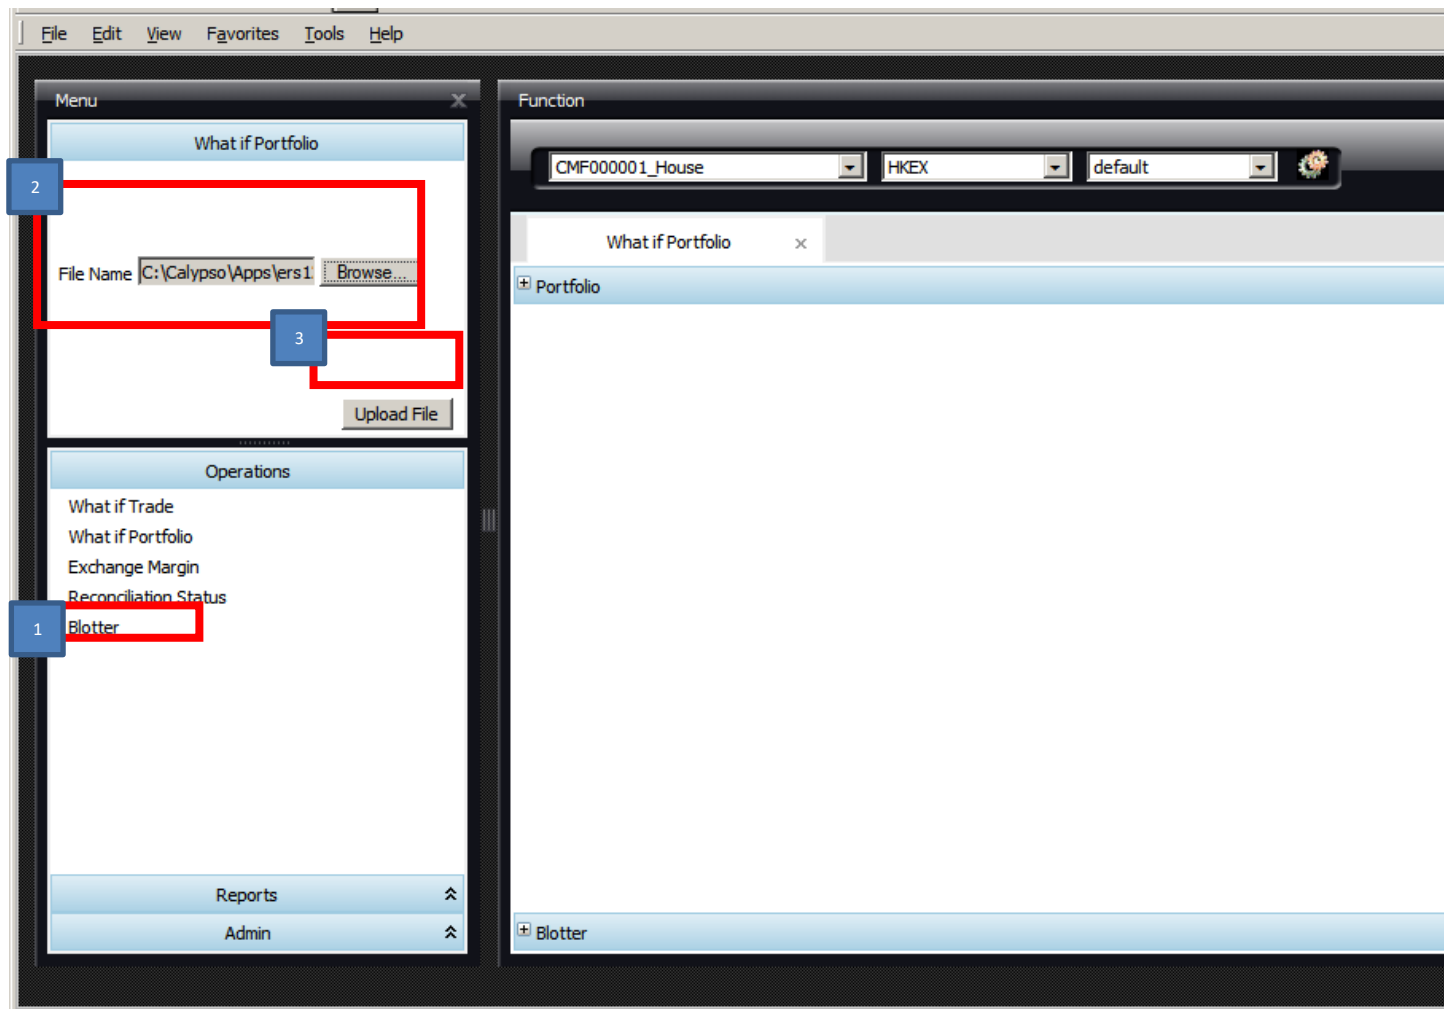 File Edit View Favorites Tools Help
Menu
What if Portfolio
2
File Name C:\Calypso\Apps\ers1 Browse...
3
Upload File
Operations
What if Trade
What if Portfolio
Exchange Margin
Reconciliation Status
1
Blotter
Reports
Admin
Function
CMF000001_House HKEX default
What if Portfolio
Portfolio
Blotter